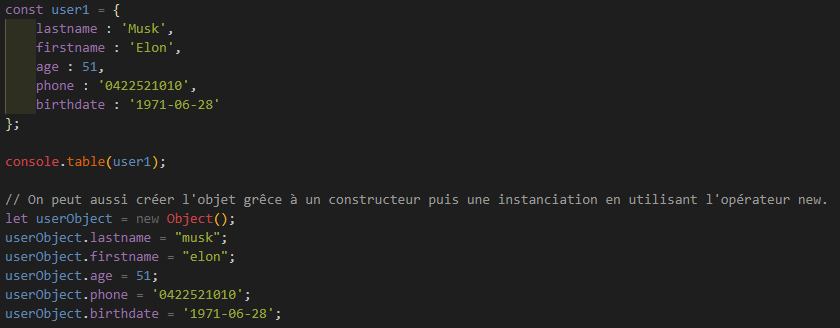 const user1 = {
    lastname : 'Musk',
    firstname : 'Elon',
    age : 51,
    phone : '0422521010',
    birthdate : '1971-06-28'
};
console.table(user1);
// On peut aussi créer l'objet grêce à un constructeur puis une instanciation en utilisant l'opérateur new.
let userObject = new Object();
userObject.lastname = "musk";
userObject.firstname = "elon";
userObject.age = 51;
userObject.phone = '0422521010';
userObject.birthdate = '1971-06-28';